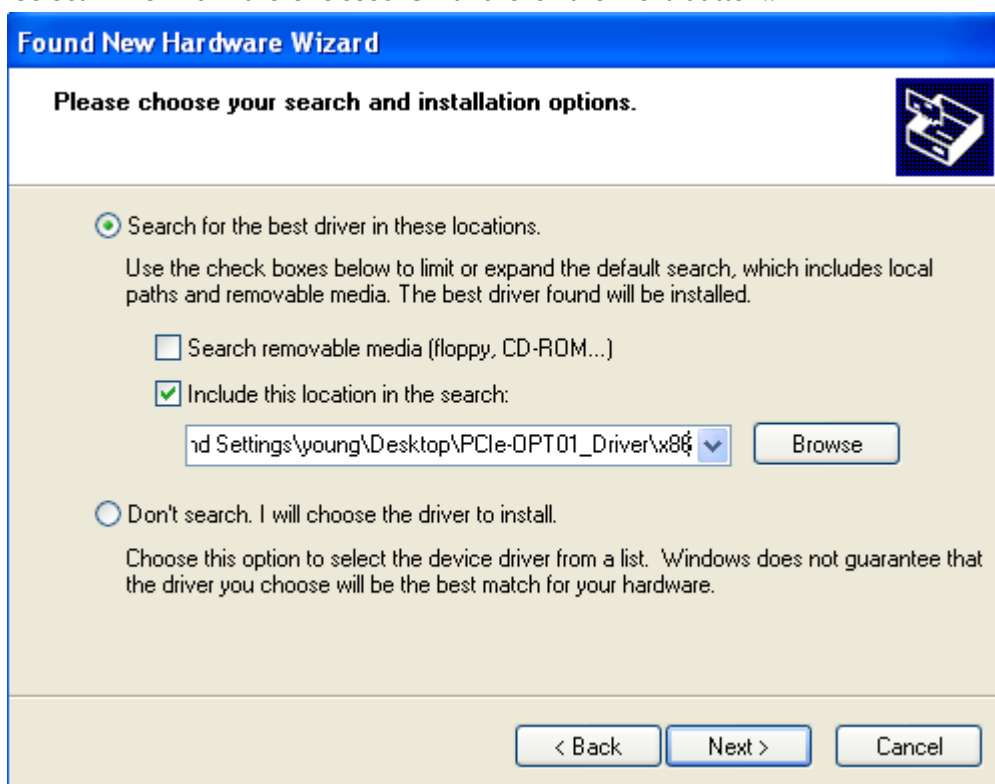 Found New Hardware Wizard
Please choose your search and installation options.
Search for the best driver in these locations.
Use the check boxes below to limit or expand the default search, which includes local
paths and removable media. The best driver found will be installed.
Search removable media (floppy, CD-ROM...)
Include this location in the search:
nd Settings\young\Desktop\PCIe-OPT01_Driver\x86 Browse
Don't search. I will choose the driver to install.
Choose this option to select the device driver from a list. Windows does not guarantee that
the driver you choose will be the best match for your hardware.
< Back Next > Cancel